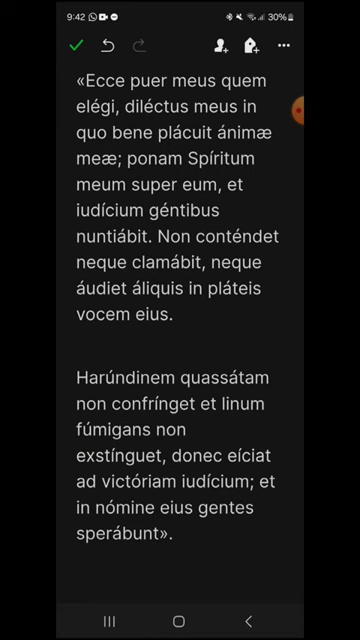 9:42 30%
«Ecce puer meus quem
elégi, diléctus meus in
quo bene plácuit ánimæ
meæ; ponam Spíritum
meum super eum, et
iudícium géntibus
nuntiábit. Non conténdet
neque clamábit, neque
áudiet áliquis in pláteis
vocem eius.
Harúndinem quassátam
non confrínget et linum
fúmigans non
exstínguet, donec eíciat
ad victóriam iudícium; et
in nómine eius gentes
sperábunt».